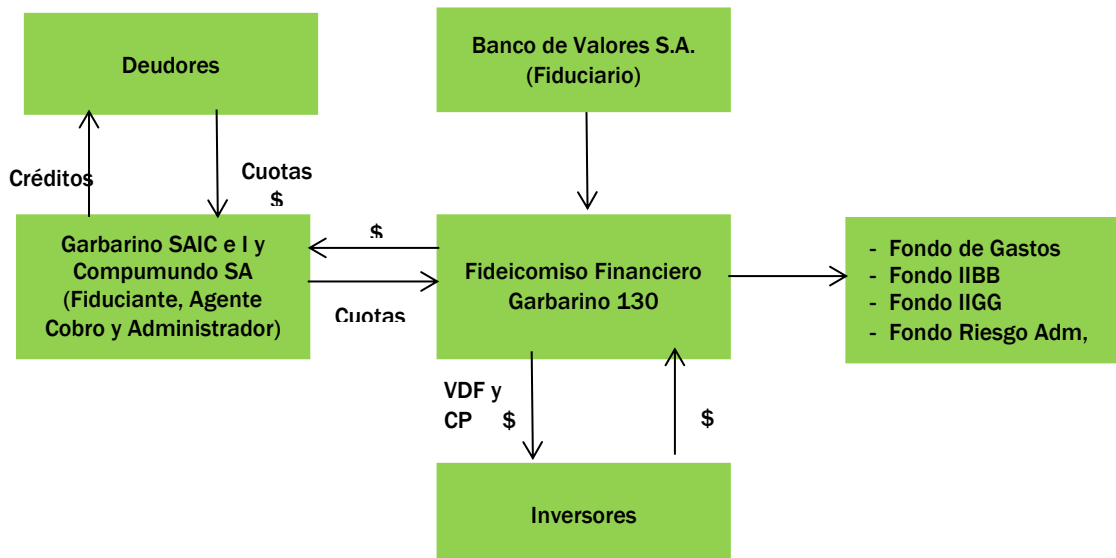 Deudores
Banco de Valores S.A.
(Fiduciario)
Créditos
Cuotas
$
Garbarino SAIC e I y
Compumundo SA
(Fiduciante, Agente
Cobro y Administrador)
$
Cuotas
Fideicomiso Financiero
Garbarino 130
- Fondo de Gastos
- Fondo IIBB
- Fondo IIGG
- Fondo Riesgo Adm,
VDF y
CP $
$
Inversores